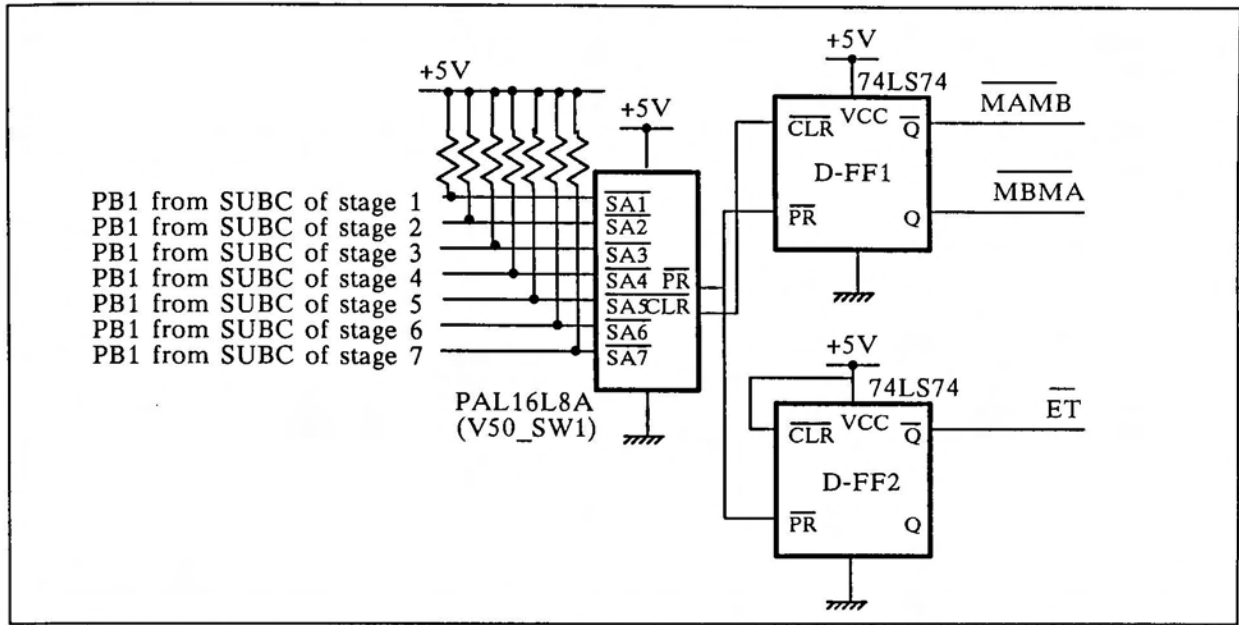 +5V
+5V
PB1 from SUBC of stage 1
PB1 from SUBC of stage 2
PB1 from SUBC of stage 3
PB1 from SUBC of stage 4
PB1 from SUBC of stage 5
PB1 from SUBC of stage 6
PB1 from SUBC of stage 7
SA1
SA2
SA3
SA4
SA5
SA6
SA7
PR
CLR
PAL16L8A
(V50_SW1)
+5V
74LS74
CLR VCC Q
D-FF1
PR Q
MAMB
MBMA
+5V
74LS74
CLR VCC Q
D-FF2
PR Q
ET